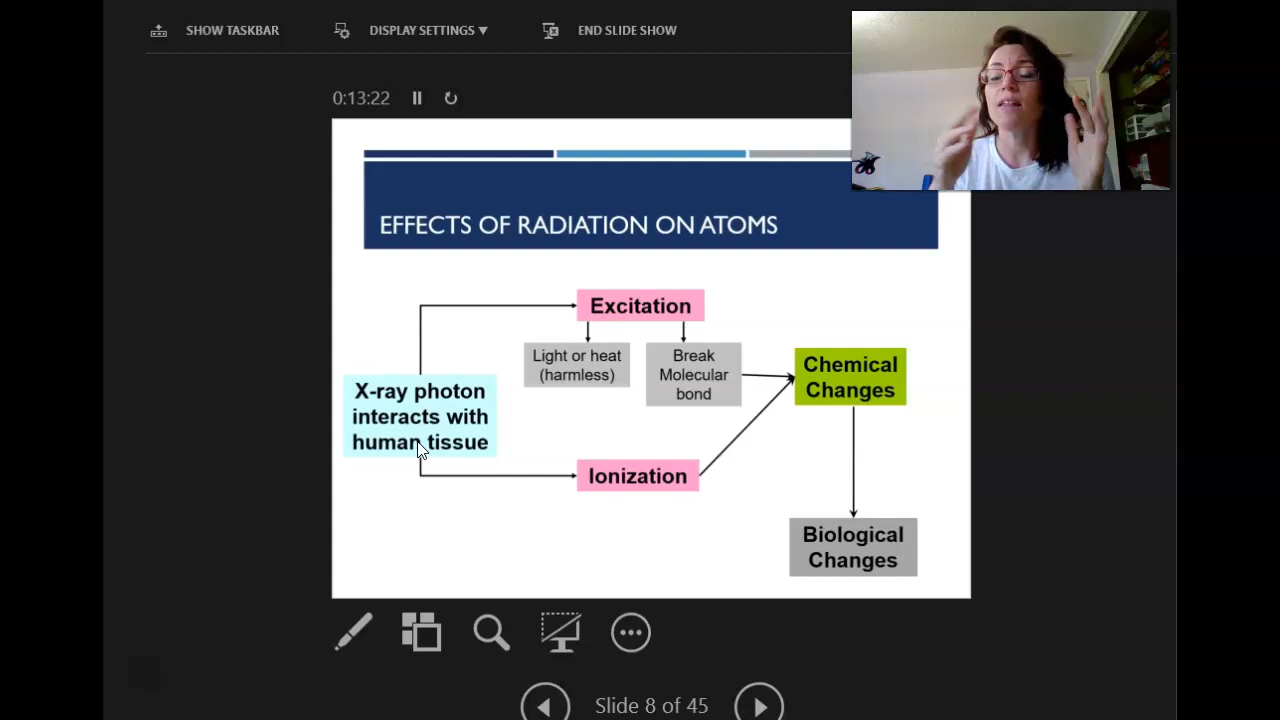 SHOW TASKBAR
DISPLAY SETTINGS ▼
END SLIDE SHOW
0:13:22
EFFECTS OF RADIATION ON ATOMS
Excitation
Light or heat
(harmless)
Break
Molecular
bond
Chemical
Changes
X-ray photon
interacts with
human tissue
Ionization
Biological
Changes
Slide 8 of 45